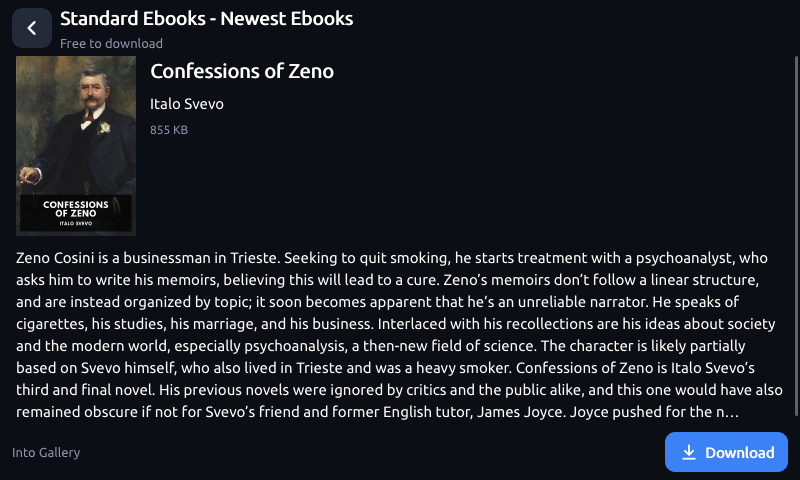 Standard Ebooks - Newest Ebooks
Free to download
Confessions of Zeno
Italo Svevo
855 KB
CONFESSIONS
OF ZENO
ITALO SVEVO
Zeno Cosini is a businessman in Trieste. Seeking to quit smoking, he starts treatment with a psychoanalyst, who
asks him to write his memoirs, believing this will lead to a cure. Zeno’s memoirs don’t follow a linear structure,
and are instead organized by topic; it soon becomes apparent that he’s an unreliable narrator. He speaks of
cigarettes, his studies, his marriage, and his business. Interlaced with his recollections are his ideas about society
and the modern world, especially psychoanalysis, a then-new field of science. The character is likely partially
based on Svevo himself, who also lived in Trieste and was a heavy smoker. Confessions of Zeno is Italo Svevo’s
third and final novel. His previous novels were ignored by critics and the public alike, and this one would have also
remained obscure if not for Svevo’s friend and former English tutor, James Joyce. Joyce pushed for the n…
Into Gallery
Download